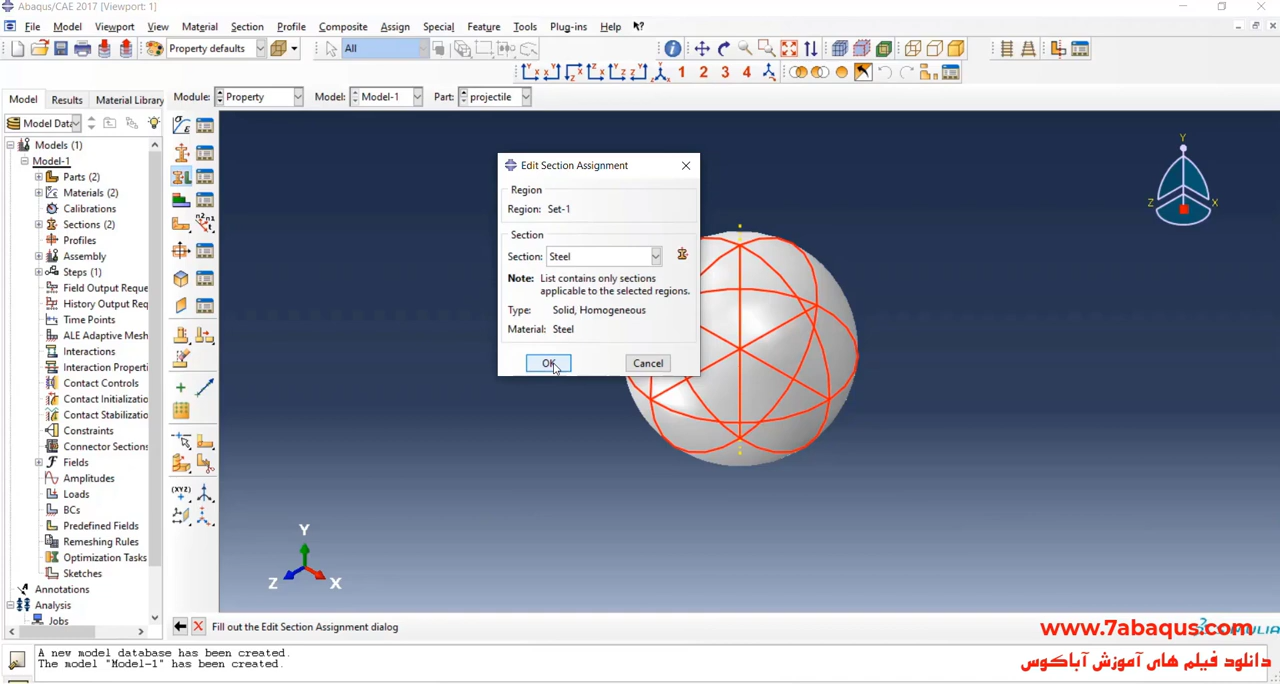 Abaqus/CAE 2017 [Viewport: 1]
File Model Viewport View Material Section Profile Composite Assign Special Feature Tools Plug-ins Help
Property defaults All
1 2 3 4
Model Results Material Library Module: Property Model: Model-1 Part: projectile
Model Data
Models (1)
Model-1
Parts (2)
Materials (2)
Calibrations
Sections (2)
Profiles
Assembly
Steps (1)
Field Output Reque
History Output Req
Time Points
ALE Adaptive Mesh
Interactions
Interaction Properti
Contact Controls
Contact Initializatio
Contact Stabilizatio
Constraints
Connector Sections
Fields
Amplitudes
Loads
BCs
Predefined Fields
Remeshing Rules
Optimization Tasks
Sketches
Annotations
Analysis
Jobs
Edit Section Assignment
Region
Region: Set-1
Section
Section: Steel
Note: List contains only sections
applicable to the selected regions.
Type: Solid, Homogeneous
Material: Steel
OK Cancel
Y
Z X
Y
Z X
Fill out the Edit Section Assignment dialog
www.7abaqus.com
دانلود فیلم های آموزش آباکوس
A new model database has been created.
The model "Model-1" has been created.